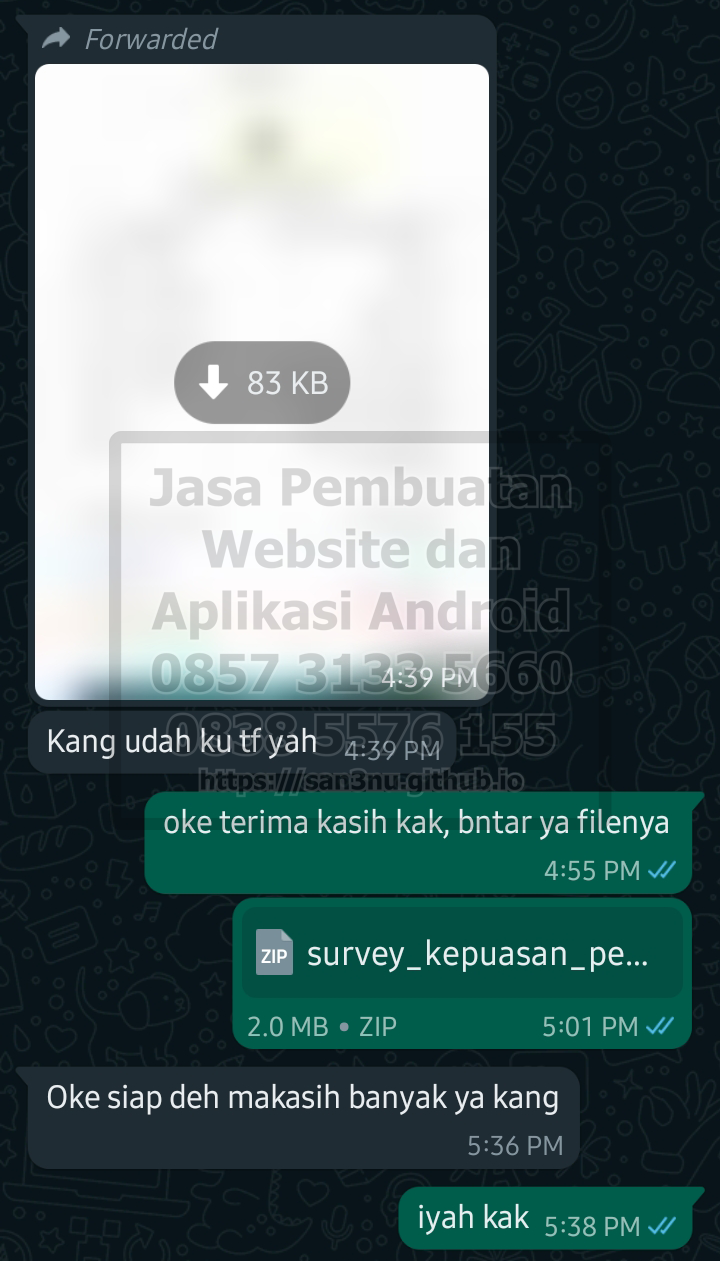 Forwarded
83 KB
Jasa Pembuatan
Website dan
Aplikasi Android
0857 3133 5660
4:39 PM
0838 5576 155
Kang udah ku tf yah 4:39 PM
https://san3nu.github.io
oke terima kasih kak, bntar ya filenya
4:55 PM
ZIP survey_kepuasan_pe...
2.0 MB • ZIP 5:01 PM
Oke siap deh makasih banyak ya kang
5:36 PM
iyah kak 5:38 PM